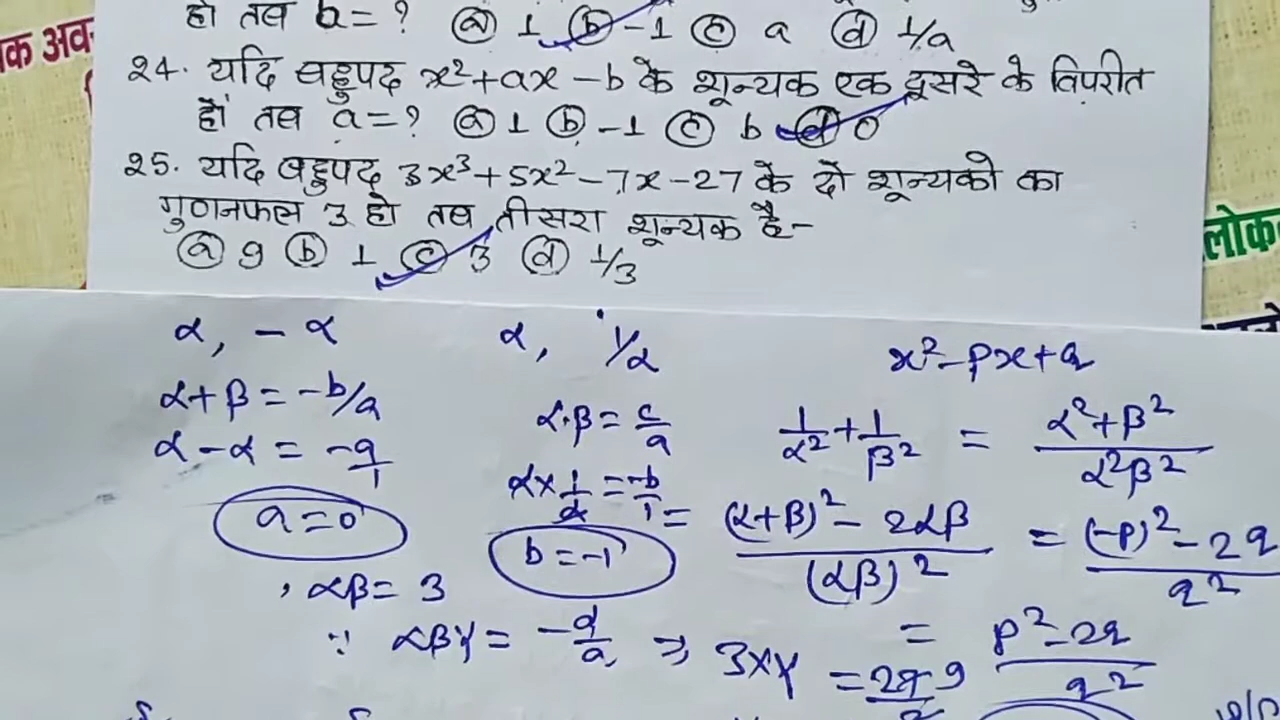 हो तब b = ? ⓐ 1 ⓑ -1 ⓒ a ⓓ 1/a
24. यदि बहुपद x²+ax-b के शून्यक एक दूसरे के विपरीत
हों तब a = ? ⓐ 1 ⓑ -1 ⓒ b ⓓ 0
25. यदि बहुपद 3x³+5x²-7x-27 के दो शून्यको का
गुणनफल 3 हो तब तीसरा शून्यक है-
ⓐ 9 ⓑ 1 ⓒ 3 ⓓ 1/3
लोक
α, -α
α+β = -b/a
α-α = -a/1
a=0
α, 1/α
α.β = c/a
α×1/α = -b/1
b=-1
x²-px+q
1/α²+1/β² = α²+β²/α²β²
= (α+β)²-2αβ/(αβ)² = (-p)²-2q/q²
= p²-2q/q²
, αβ = 3
∵ αβγ = -d/a ⇒ 3×γ = 27 9